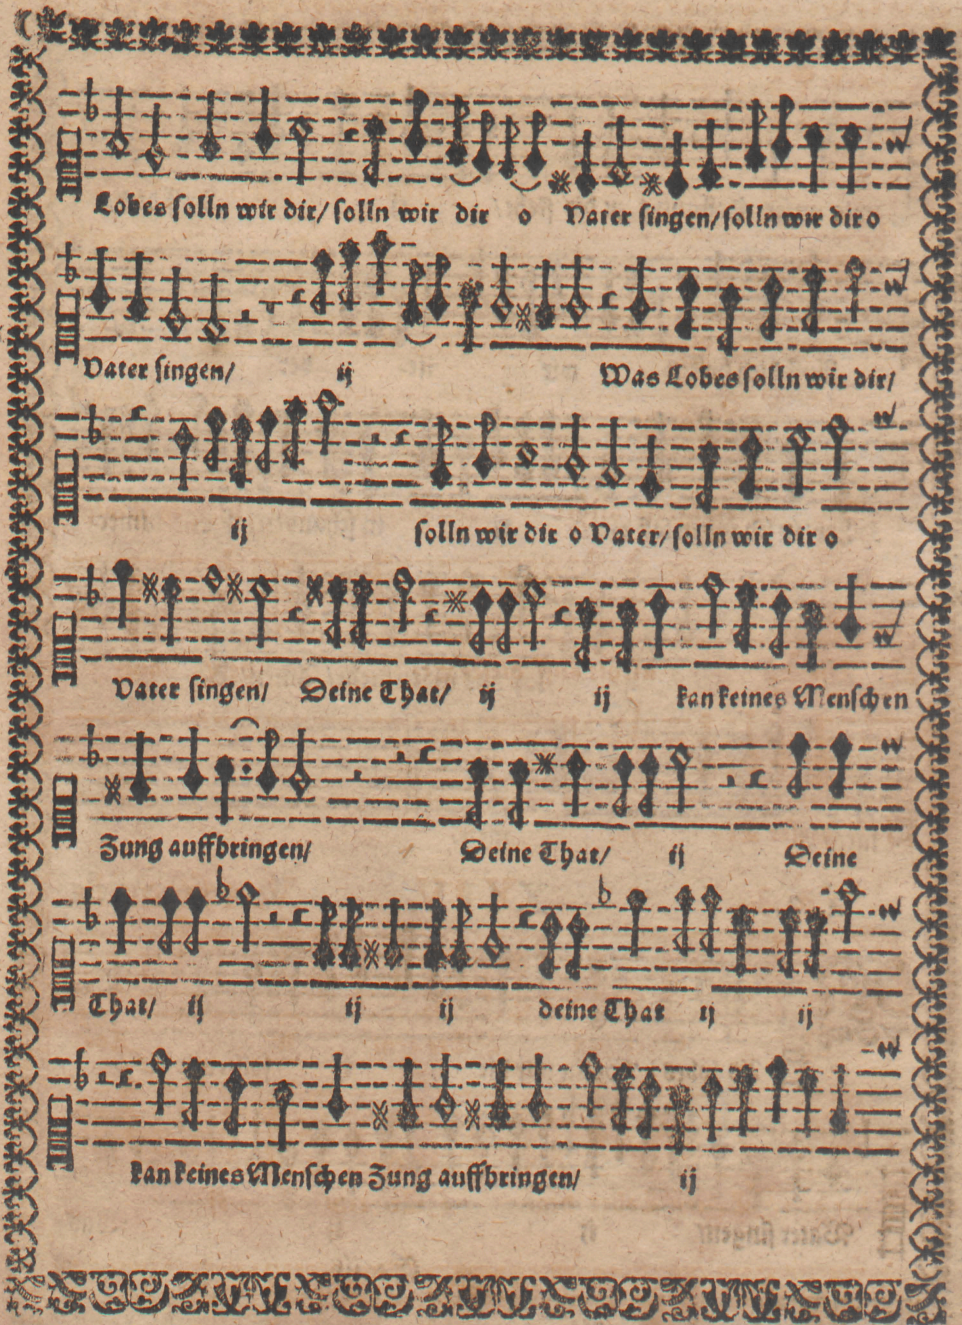 Lobes ſolln wir dir/ ſolln wir dir o Vater ſingen/ ſolln wir dir o
Vater ſingen/ ij Was Lobes ſolln wir dir/
ij ſolln wir dir o Vater/ ſolln wir dir o
Vater ſingen/ Deine That/ ij ij kan keines Menſchen
Zung auffbringen/ Deine That/ ij Deine
That/ ij ij ij deine That ij ij
kan keines Menſchen Zung auffbringen/ ij